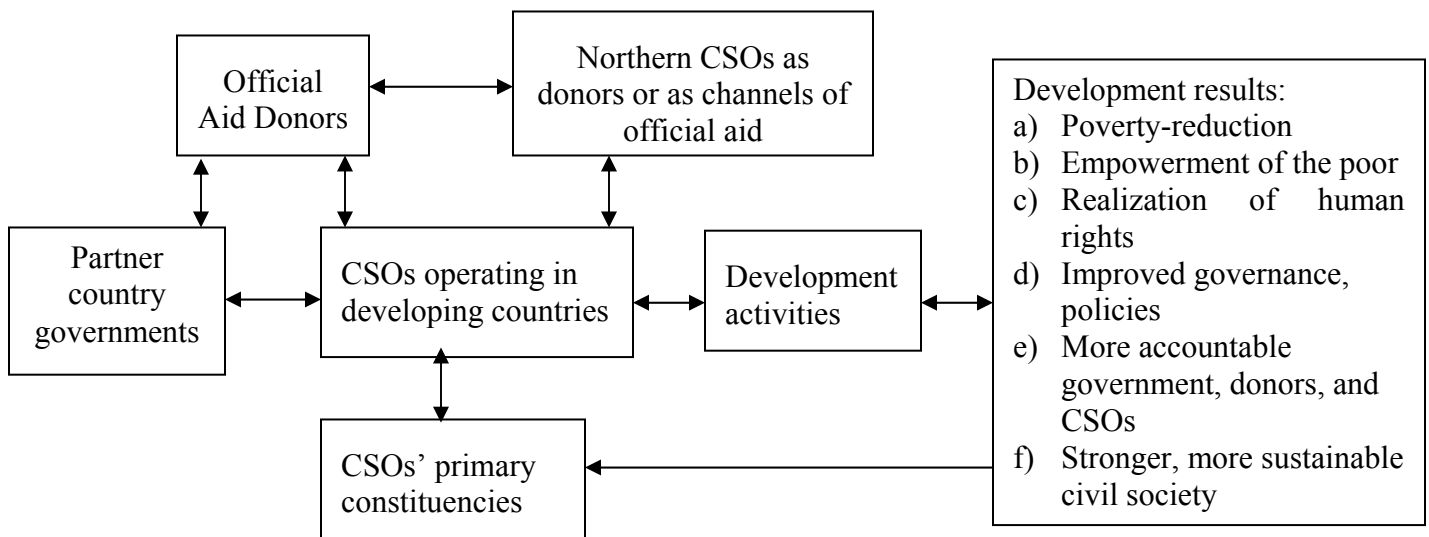 Official
Aid Donors
Northern CSOs as
donors or as channels of
official aid
Partner
country
governments
CSOs operating in
developing countries
Development
activities
CSOs’ primary
constituencies
Development results:
a) Poverty-reduction
b) Empowerment of the poor
c) Realization of human
rights
d) Improved governance,
policies
e) More accountable
government, donors, and
CSOs
f) Stronger, more sustainable
civil society